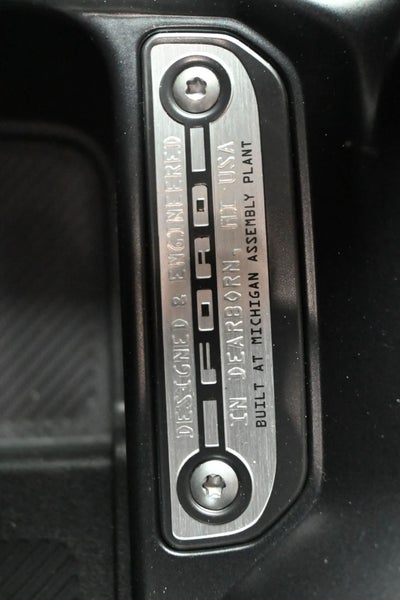 DESIGNED & ENGINEERED
FORD
IN DEARBORN, MI USA
BUILT AT MICHIGAN ASSEMBLY PLANT